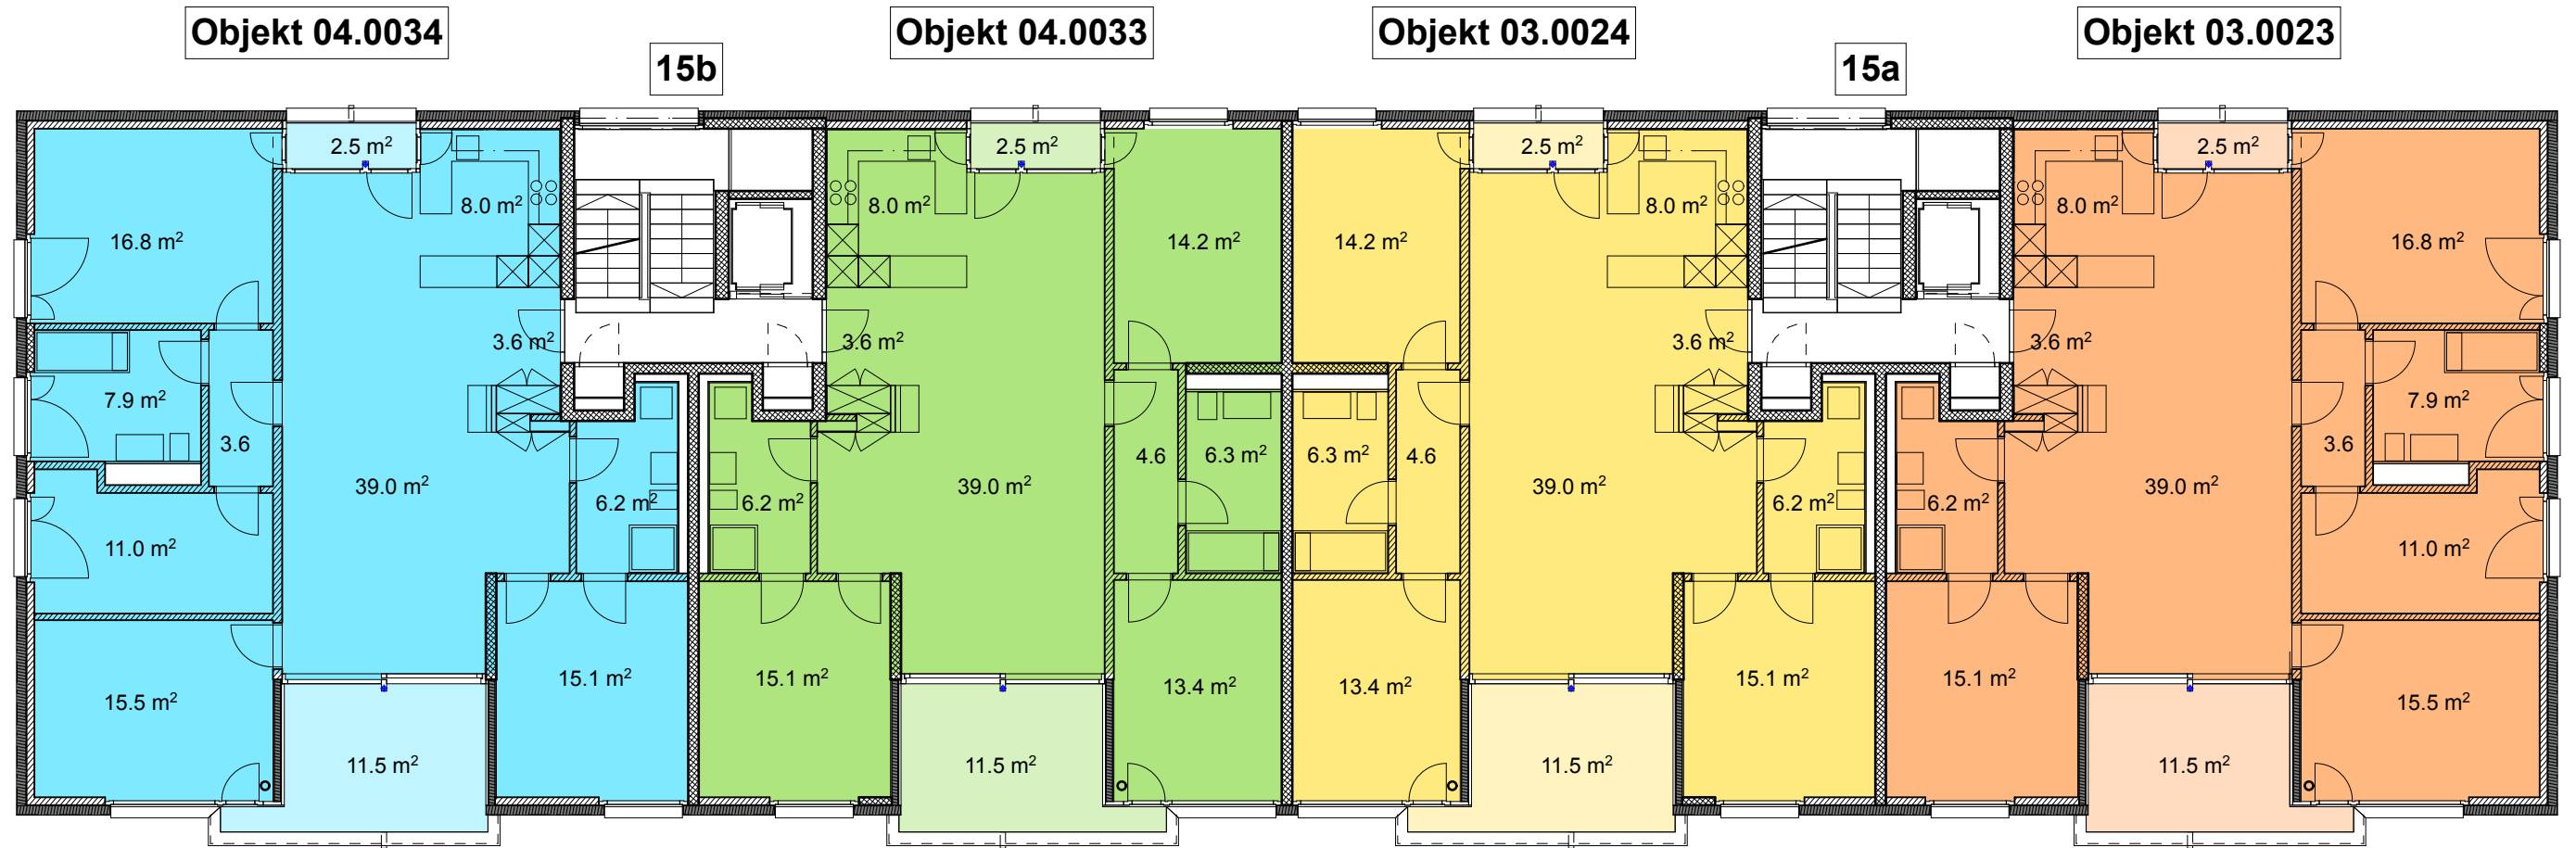 Objekt 04.0034
Objekt 04.0033
Objekt 03.0024
Objekt 03.0023
15b
15a
2.5 m²
2.5 m²
2.5 m²
2.5 m²
8.0 m²
8.0 m²
8.0 m²
8.0 m²
16.8 m²
14.2 m²
14.2 m²
16.8 m²
3.6 m²
3.6 m²
3.6 m²
3.6 m²
7.9 m²
7.9 m²
3.6
4.6
6.3 m²
6.3 m²
4.6
3.6
39.0 m²
39.0 m²
39.0 m²
39.0 m²
6.2 m²
6.2 m²
6.2 m²
6.2 m²
11.0 m²
11.0 m²
15.5 m²
15.1 m²
15.1 m²
13.4 m²
13.4 m²
15.1 m²
15.1 m²
15.5 m²
11.5 m²
11.5 m²
11.5 m²
11.5 m²